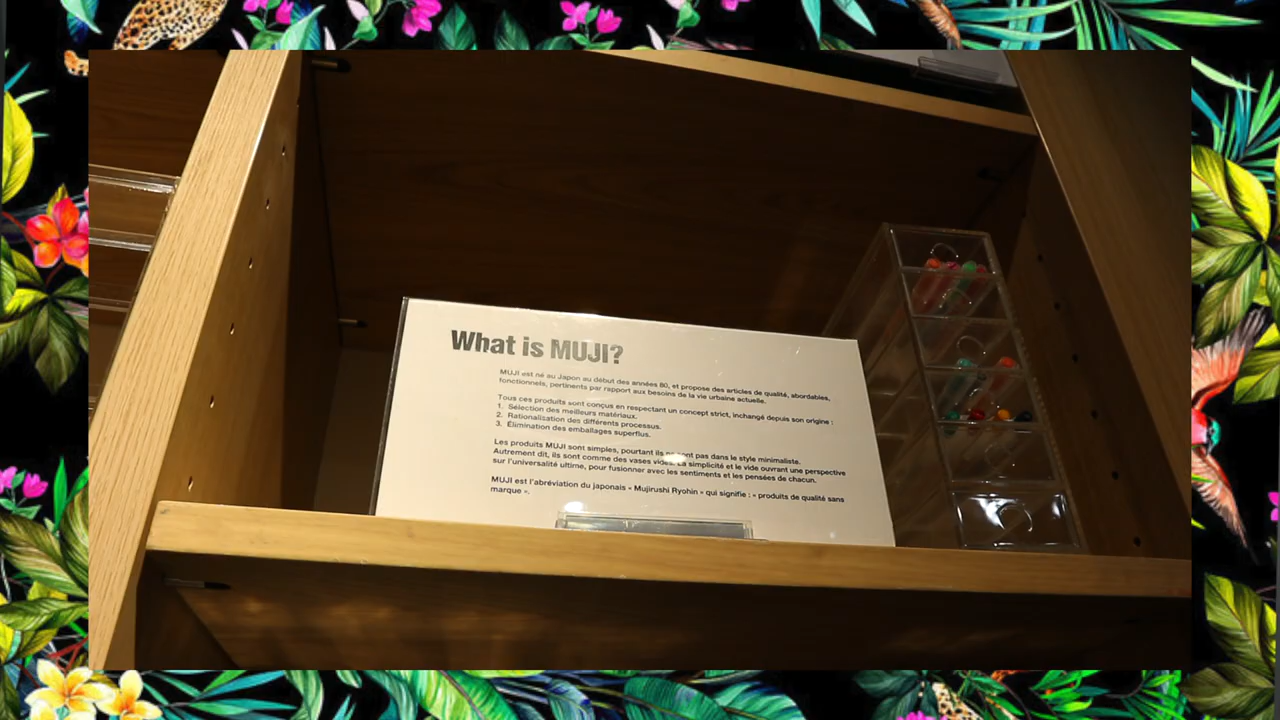 What is MUJI?
MUJI est né au Japon au début des années 80, et propose des articles de qualité, abordables,
fonctionnels, pertinents par rapport aux besoins de la vie urbaine actuelle.
Tous ces produits sont conçus en respectant un concept strict, inchangé depuis son origine :
1. Sélection des meilleurs matériaux.
2. Rationalisation des différents processus.
3. Élimination des emballages superflus.
Les produits MUJI sont simples, pourtant ils pas dans le style minimaliste.
Autrement dit, ils sont comme des vases vides. La simplicité et le vide ouvrant une perspective
sur l'universalité ultime, pour fusionner avec les sentiments et les pensées de chacun.
MUJI est l'abréviation du japonais « Mujirushi Ryohin » qui signifie : « produits de qualité sans
marque ».